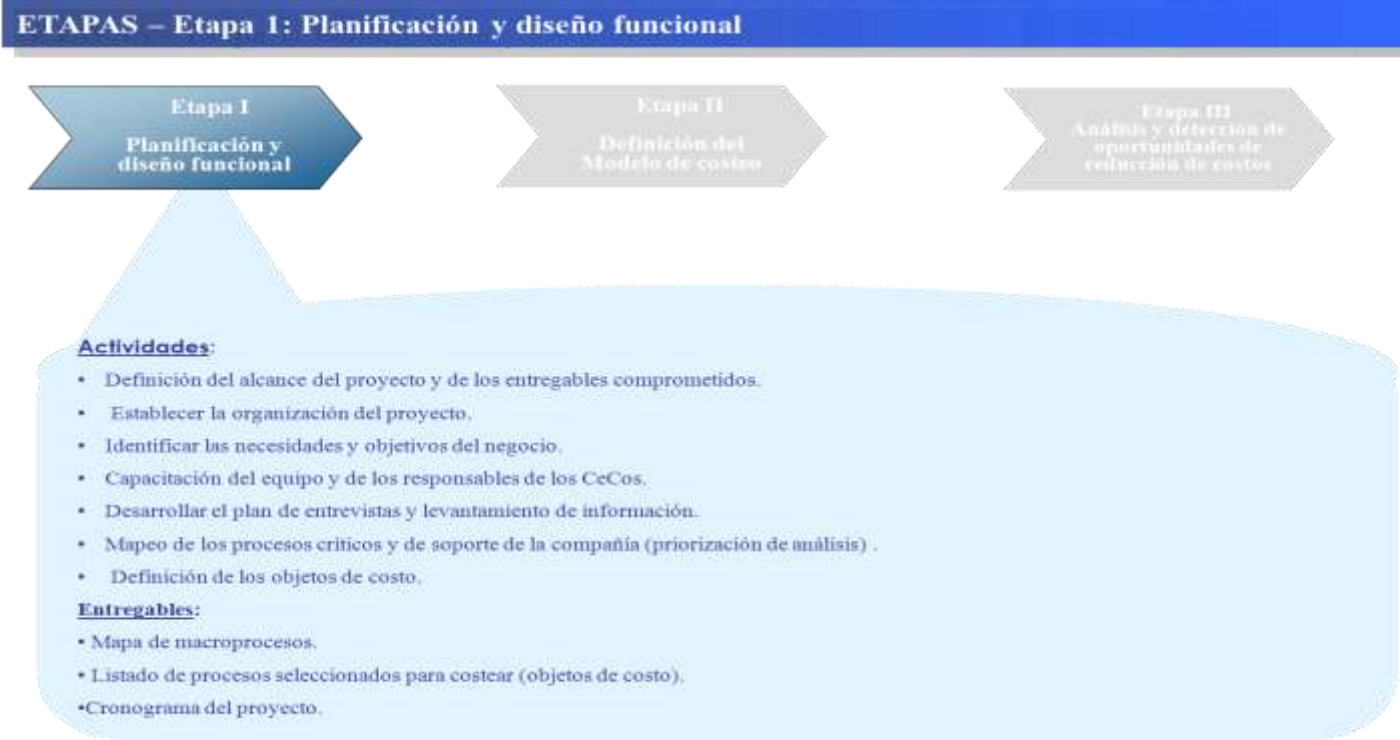 ETAPAS – Etapa 1: Planificación y diseño funcional
Etapa I
Planificación y
diseño funcional
Etapa II
Definición del
Modelo de costeo
Etapa III
Análisis y detección de
oportunidades de
reducción de costos
Actividades:
• Definición del alcance del proyecto y de los entregables comprometidos.
• Establecer la organización del proyecto.
• Identificar las necesidades y objetivos del negocio.
• Capacitación del equipo y de los responsables de los CeCos.
• Desarrollar el plan de entrevistas y levantamiento de información.
• Mapeo de los procesos críticos y de soporte de la compañía (priorización de análisis) .
• Definición de los objetos de costo.
Entregables:
• Mapa de macroprocesos.
• Listado de procesos seleccionados para costear (objetos de costo).
•Cronograma del proyecto.